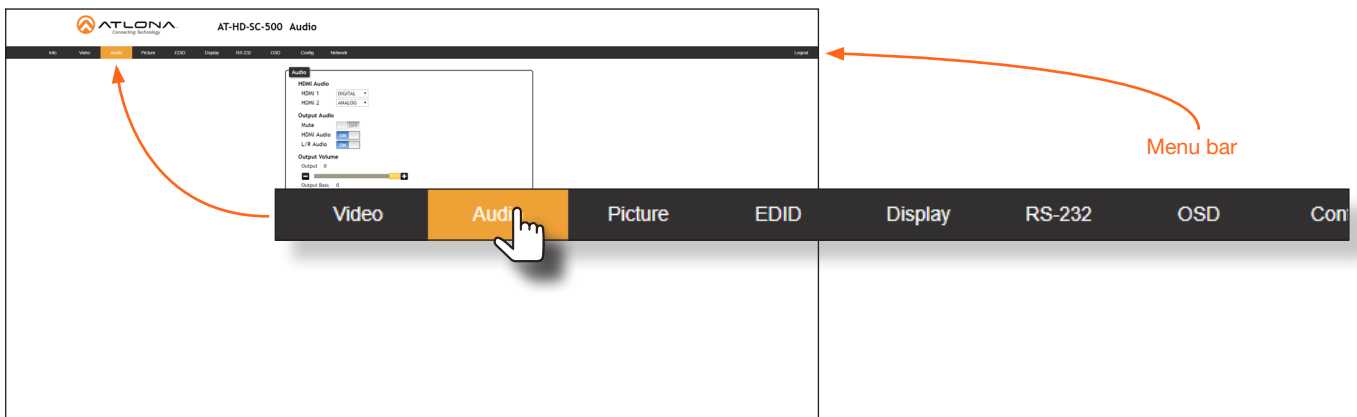 ATLONA
Connecting Technology
AT-HD-SC-500 Audio
Info Video Audio Picture EDID Display RS-232 OSD Config Network Logout
Audio
HDMI Audio
HDMI 1 DIGITAL
HDMI 2 ANALOG
Output Audio
Mute OFF
HDMI Audio ON
L/R Audio ON
Output Volume
Output 0
Output Bass 0
Menu bar
Video Audio Picture EDID Display RS-232 OSD Con